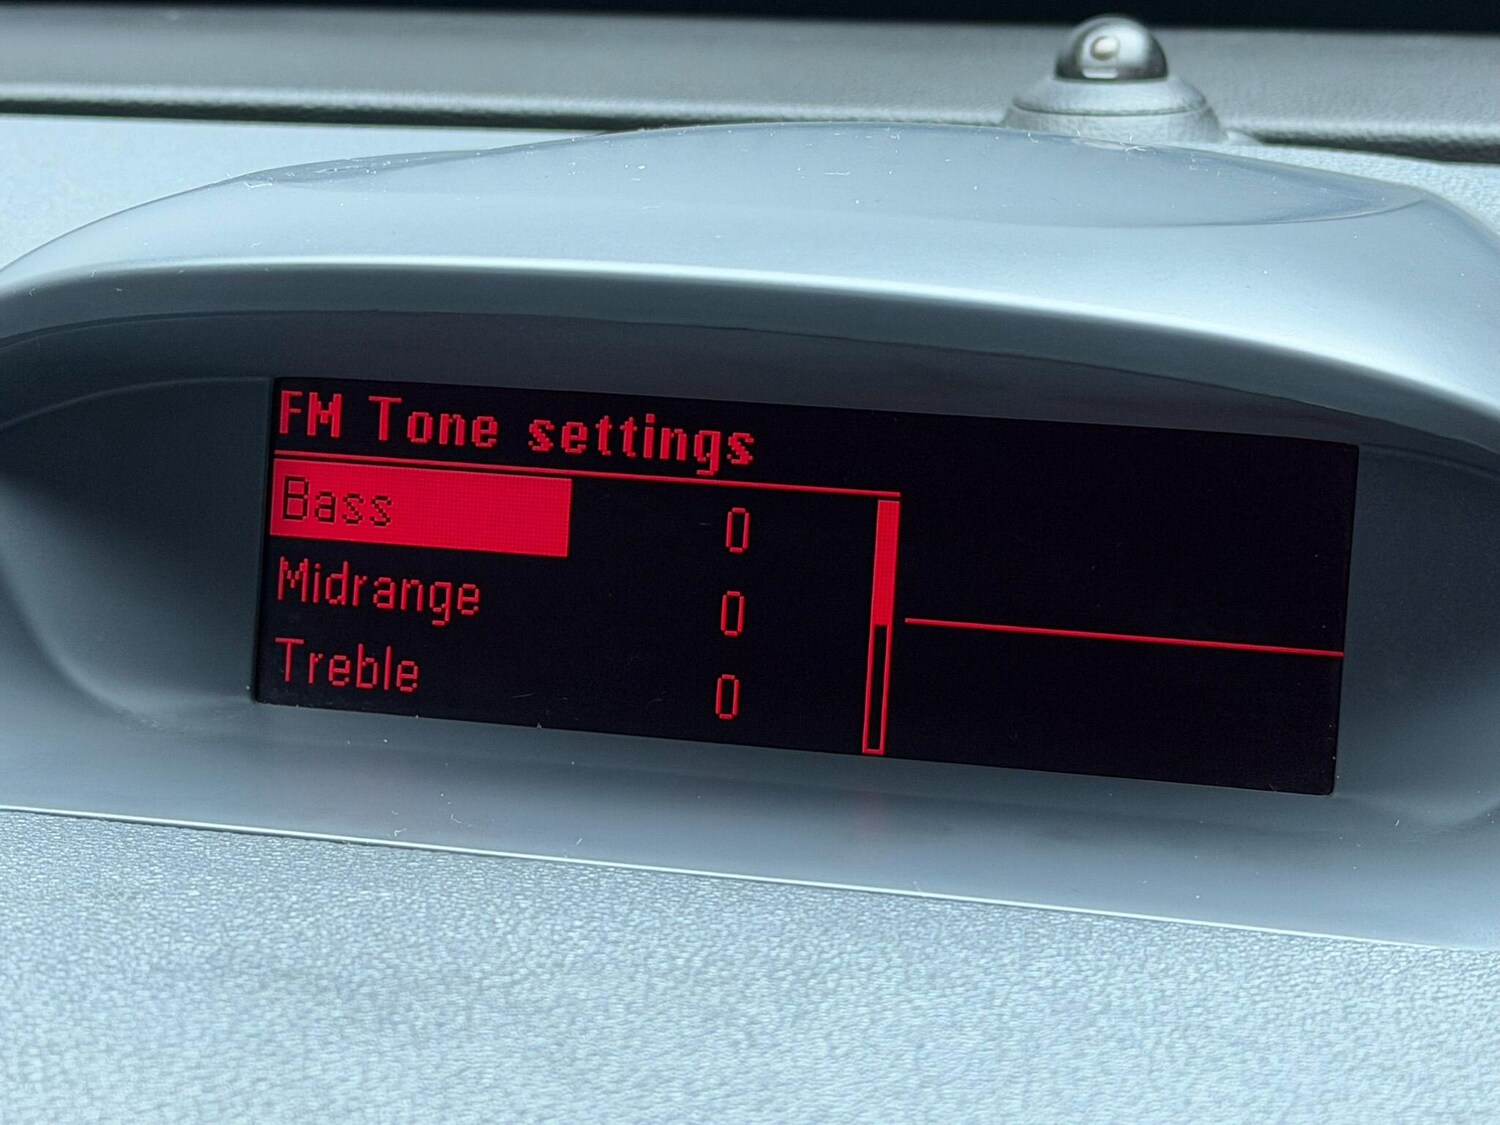 FM Tone settings
Bass 0
Midrange 0
Treble 0